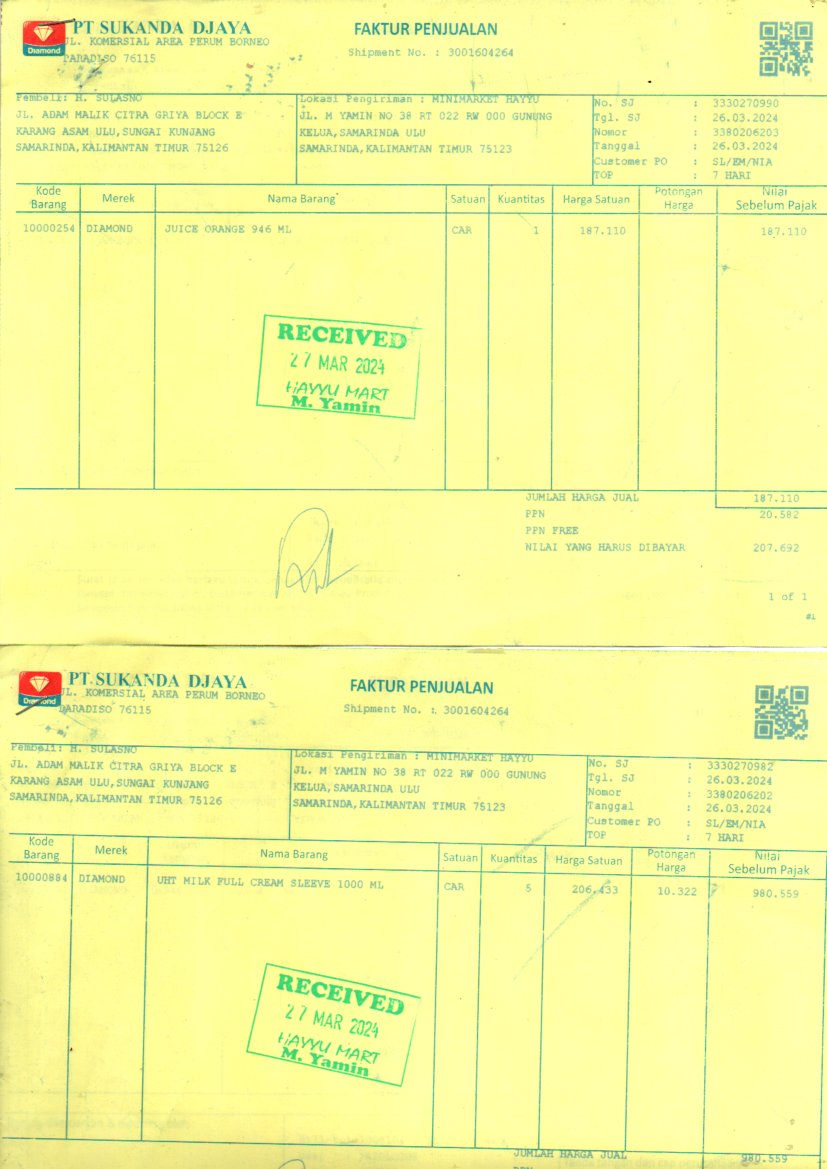 PT SUKANDA DJAYA
FAKTUR PENJUALAN
Diamond
JL. KOMERSIAL AREA PERUM BORNEO
PARADISO 76115
Shipment No. : 3001604264
Pembeli: H. SULASNO
JL. ADAM MALIK CITRA GRIYA BLOCK E
KARANG ASAM ULU,SUNGAI KUNJANG
SAMARINDA,KALIMANTAN TIMUR 75126
Lokasi Pengiriman : MINIMARKET HAYYU
JL. M YAMIN NO 38 RT 022 RW 000 GUNUNG
KELUA,SAMARINDA ULU
SAMARINDA,KALIMANTAN TIMUR 75123
No. SJ : 3330270990
Tgl. SJ : 26.03.2024
Nomor : 3380206203
Tanggal : 26.03.2024
Customer PO : SL/EM/NIA
TOP : 7 HARI
Kode Barang Merek Nama Barang Satuan Kuantitas Harga Satuan Potongan Harga Nilai Sebelum Pajak
10000254 DIAMOND JUICE ORANGE 946 ML CAR 1 187.110 187.110
RECEIVED
27 MAR 2024
HAYYU MART
M. Yamin
JUMLAH HARGA JUAL 187.110
PPN 20.582
PPN FREE
NILAI YANG HARUS DIBAYAR 207.692
1 of 1
#1
PT SUKANDA DJAYA
FAKTUR PENJUALAN
Diamond
JL. KOMERSIAL AREA PERUM BORNEO
PARADISO 76115
Shipment No. : 3001604264
Pembeli: H. SULASNO
JL. ADAM MALIK CITRA GRIYA BLOCK E
KARANG ASAM ULU,SUNGAI KUNJANG
SAMARINDA,KALIMANTAN TIMUR 75126
Lokasi Pengiriman : MINIMARKET HAYYU
JL. M YAMIN NO 38 RT 022 RW 000 GUNUNG
KELUA,SAMARINDA ULU
SAMARINDA,KALIMANTAN TIMUR 75123
No. SJ : 3330270982
Tgl. SJ : 26.03.2024
Nomor : 3380206202
Tanggal : 26.03.2024
Customer PO : SL/EM/NIA
TOP : 7 HARI
Kode Barang Merek Nama Barang Satuan Kuantitas Harga Satuan Potongan Harga Nilai Sebelum Pajak
10000884 DIAMOND UHT MILK FULL CREAM SLEEVE 1000 ML CAR 5 206.433 10.322 980.559
RECEIVED
27 MAR 2024
HAYYU MART
M. Yamin
JUMLAH HARGA JUAL 980.559